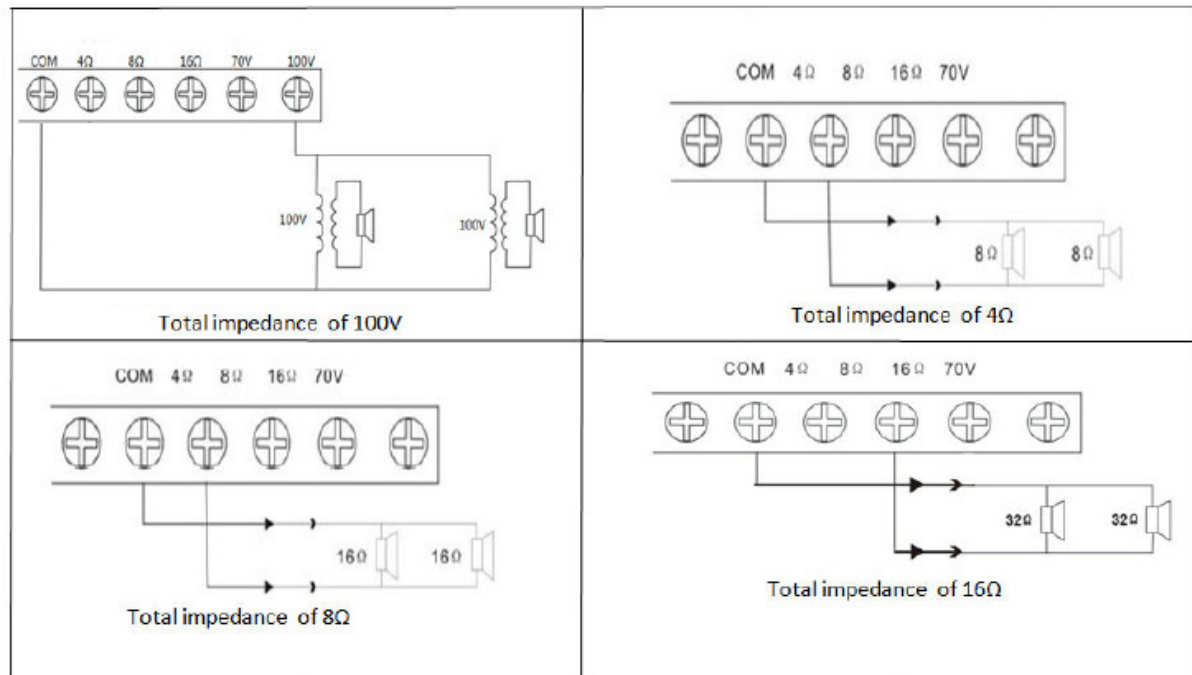 COM 4Ω 8Ω 16Ω 70V 100V
100V 100V
Total impedance of 100V
COM 4Ω 8Ω 16Ω 70V
8Ω 8Ω
Total impedance of 4Ω
COM 4Ω 8Ω 16Ω 70V
16Ω 16Ω
Total impedance of 8Ω
COM 4Ω 8Ω 16Ω 70V
32Ω 32Ω
Total impedance of 16Ω